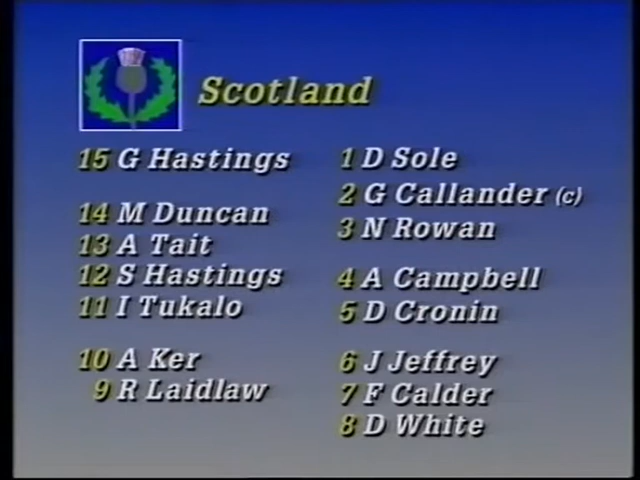 Scotland
15 G Hastings
14 M Duncan
13 A Tait
12 S Hastings
11 I Tukalo
10 A Ker
9 R Laidlaw
1 D Sole
2 G Callander (c)
3 N Rowan
4 A Campbell
5 D Cronin
6 J Jeffrey
7 F Calder
8 D White